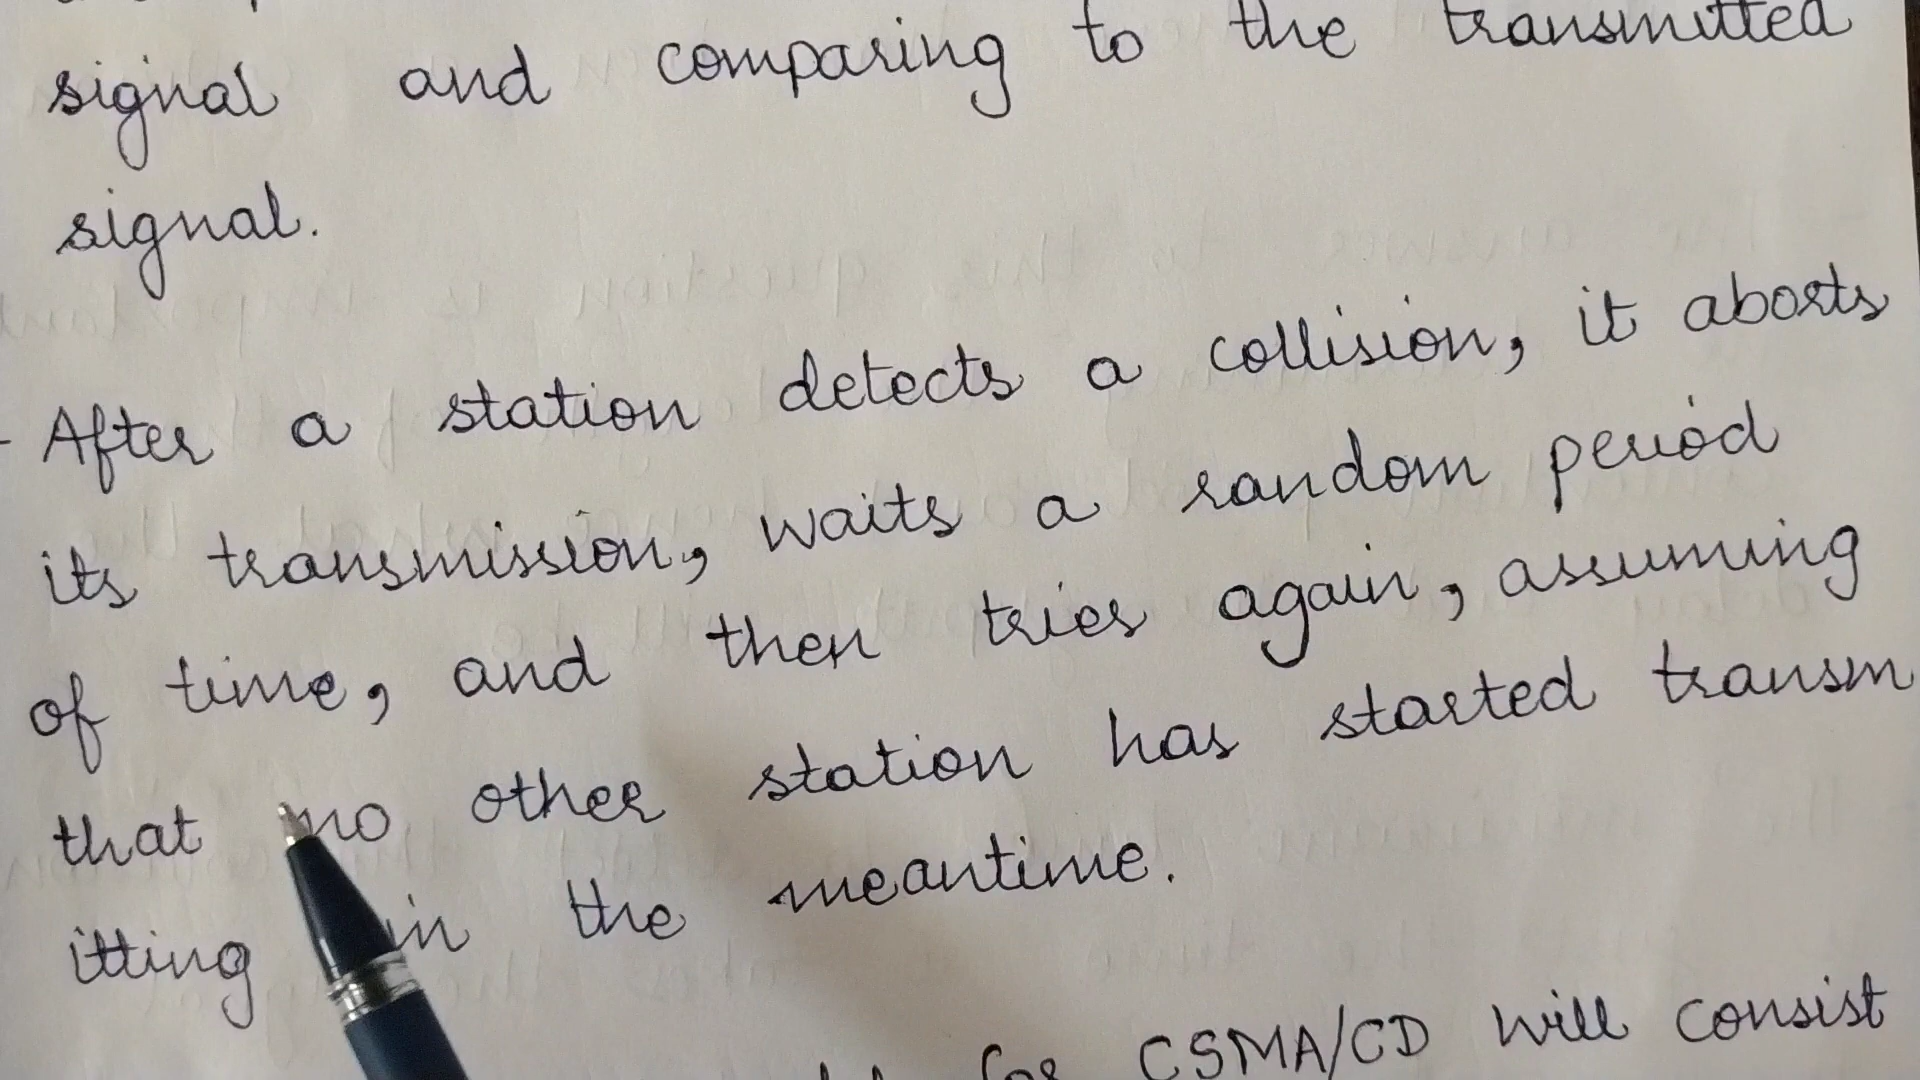 signal and comparing to the transmitted
signal.
- After a station detects a collision, it aborts
its transmission, waits a random period
of time, and then tries again, assuming
that no other station has started transm
itting in the meantime.
for CSMA/CD will consist